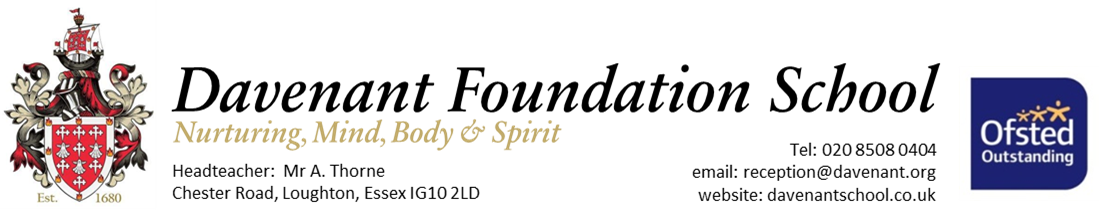 Davenant Foundation School
Nurturing, Mind, Body & Spirit
Headteacher: Mr A. Thorne
Chester Road, Loughton, Essex IG10 2LD
Tel: 020 8508 0404
email: reception@davenant.org
website: davenantschool.co.uk
Est. 1680
Ofsted
Outstanding